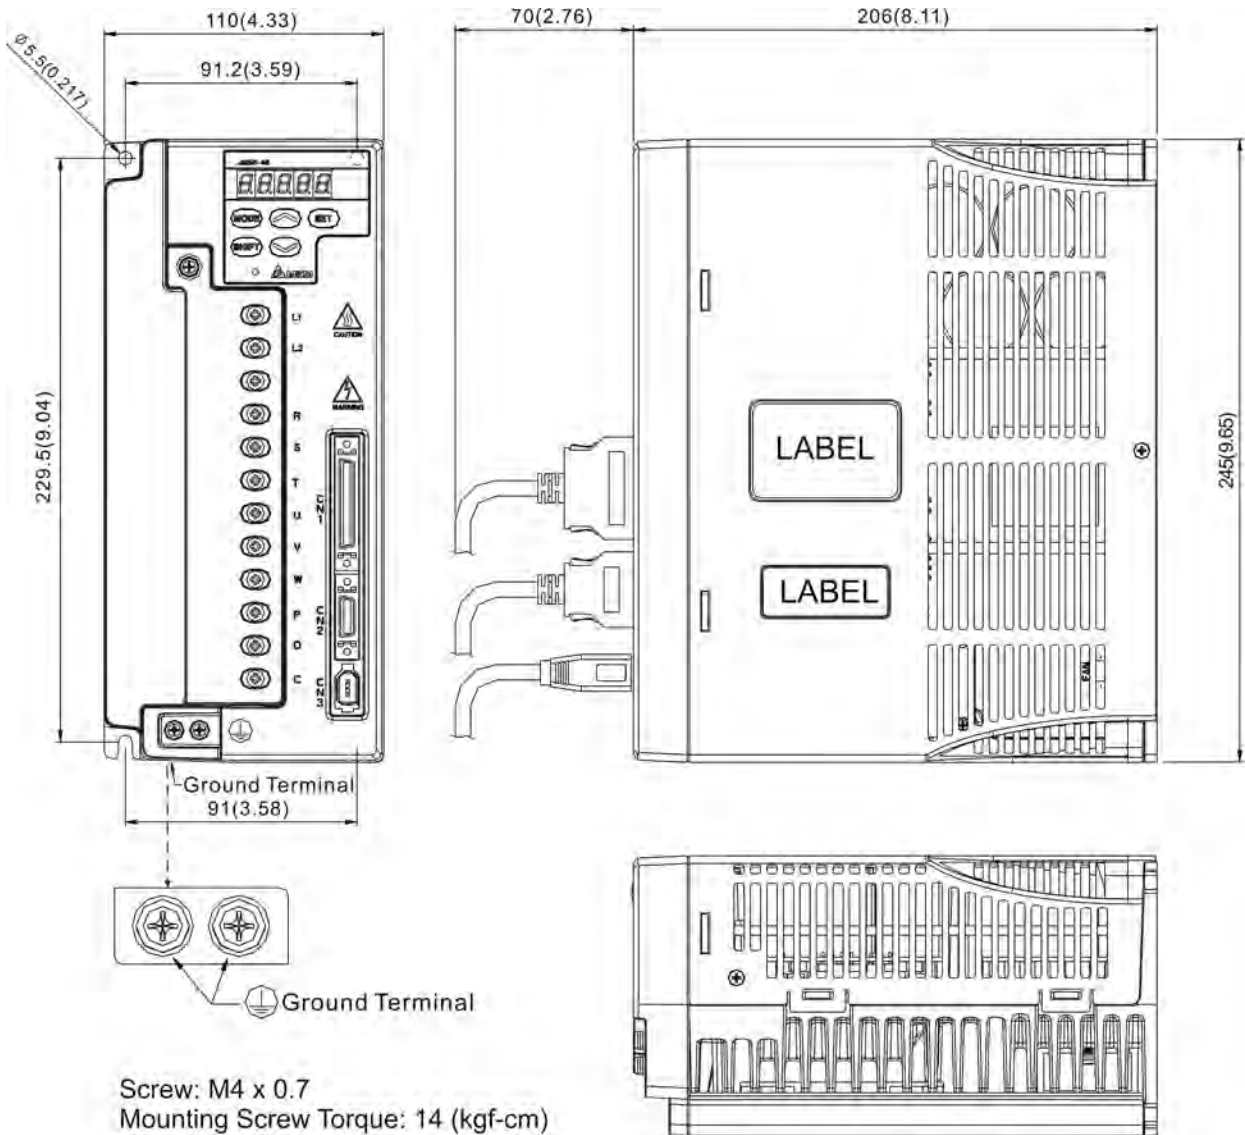 110(4.33)
70(2.76)
206(8.11)
Ø5.5(0.217)
91.2(3.59)
MODE
SET
SHIFT
L1
CAUTION
L2
WARNING
R
S
T
U
V
W
P
D
C
CN1
CN2
CN3
229.5(9.04)
LABEL
LABEL
FAN
245(9.65)
Ground Terminal
91(3.58)
Ground Terminal
Screw: M4 x 0.7
Mounting Screw Torque: 14 (kgf-cm)